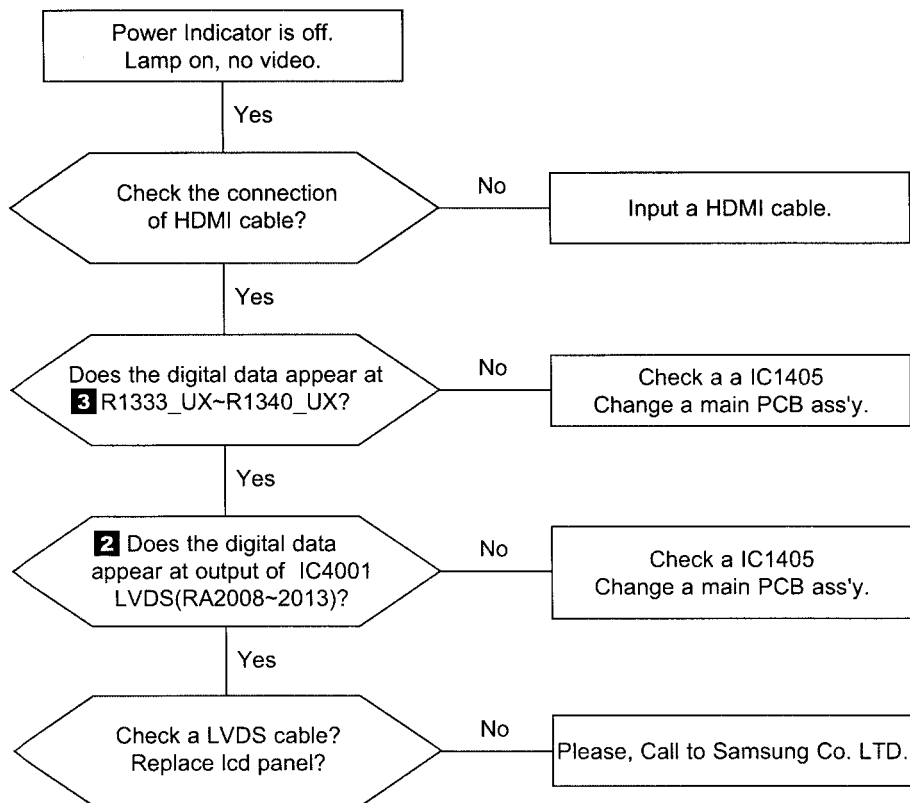 Power Indicator is off.
Lamp on, no video.
Yes
Check the connection
of HDMI cable?
No
Input a HDMI cable.
Yes
Does the digital data appear at
3 R1333_UX~R1340_UX?
No
Check a a IC1405
Change a main PCB ass'y.
Yes
2 Does the digital data
appear at output of IC4001
LVDS(RA2008~2013)?
No
Check a IC1405
Change a main PCB ass'y.
Yes
Check a LVDS cable?
Replace lcd panel?
No
Please, Call to Samsung Co. LTD.